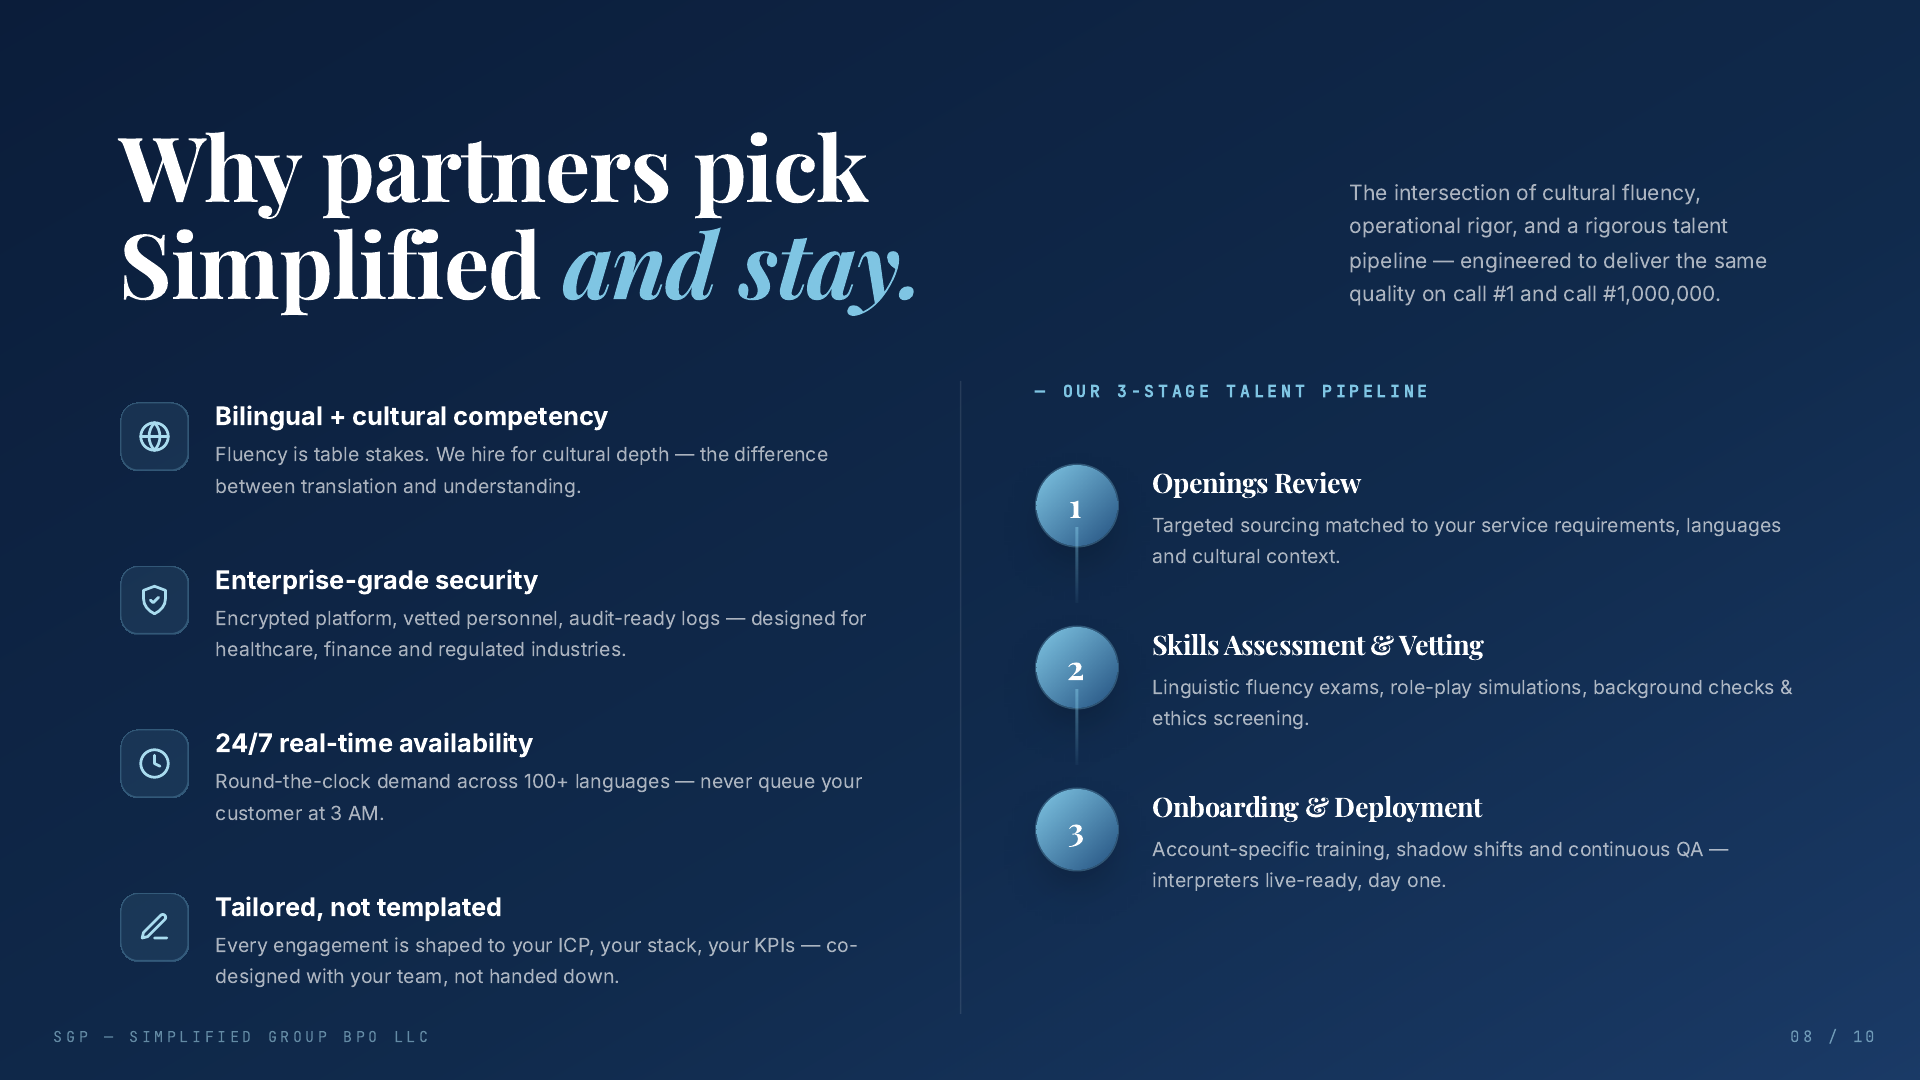 Why partners pick
Simplified and stay.
The intersection of cultural fluency,
operational rigor, and a rigorous talent
pipeline — engineered to deliver the same
quality on call #1 and call #1,000,000.
Bilingual + cultural competency
Fluency is table stakes. We hire for cultural depth — the difference
between translation and understanding.
Enterprise-grade security
Encrypted platform, vetted personnel, audit-ready logs — designed for
healthcare, finance and regulated industries.
24/7 real-time availability
Round-the-clock demand across 100+ languages — never queue your
customer at 3 AM.
Tailored, not templated
Every engagement is shaped to your ICP, your stack, your KPIs — co-
designed with your team, not handed down.
— OUR 3-STAGE TALENT PIPELINE
1
Openings Review
Targeted sourcing matched to your service requirements, languages
and cultural context.
2
Skills Assessment & Vetting
Linguistic fluency exams, role-play simulations, background checks &
ethics screening.
3
Onboarding & Deployment
Account-specific training, shadow shifts and continuous QA —
interpreters live-ready, day one.
SGP — SIMPLIFIED GROUP BPO LLC
08 / 10